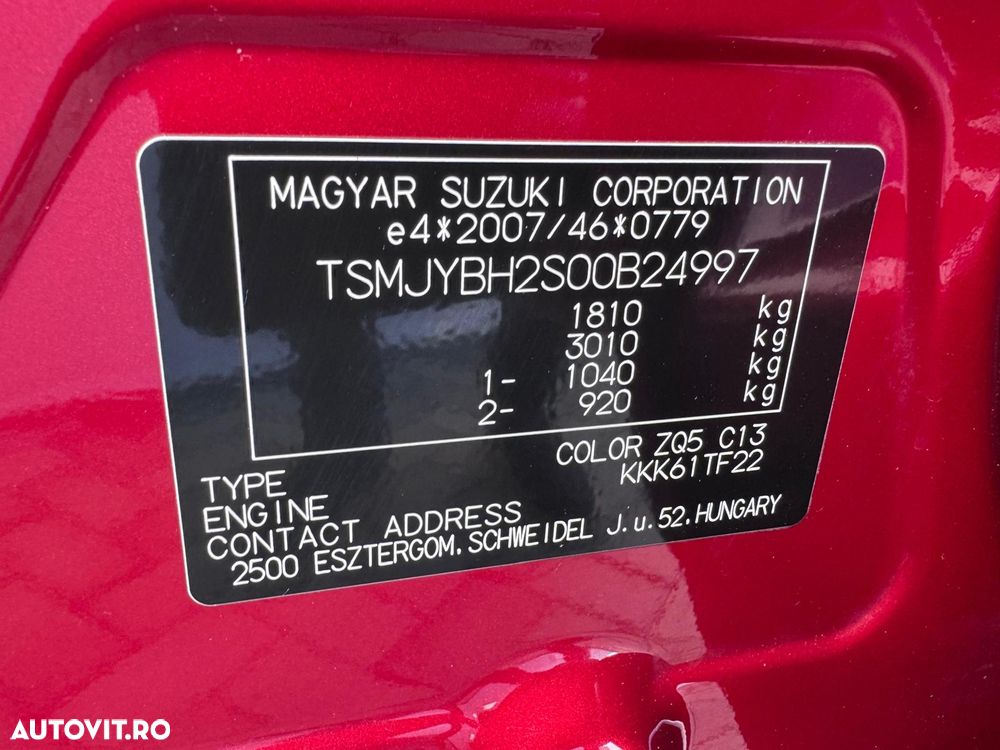 MAGYAR SUZUKI CORPORATION
e4*2007/46*0779
TSMJYBH2S00B24997
1810 kg
3010 kg
1- 1040 kg
2- 920 kg
COLOR ZQ5 C13
TYPE KKK61TF22
ENGINE
CONTACT ADDRESS
2500 ESZTERGOM. SCHWEIDEL J. u. 52. HUNGARY
AUTOVIT.RO